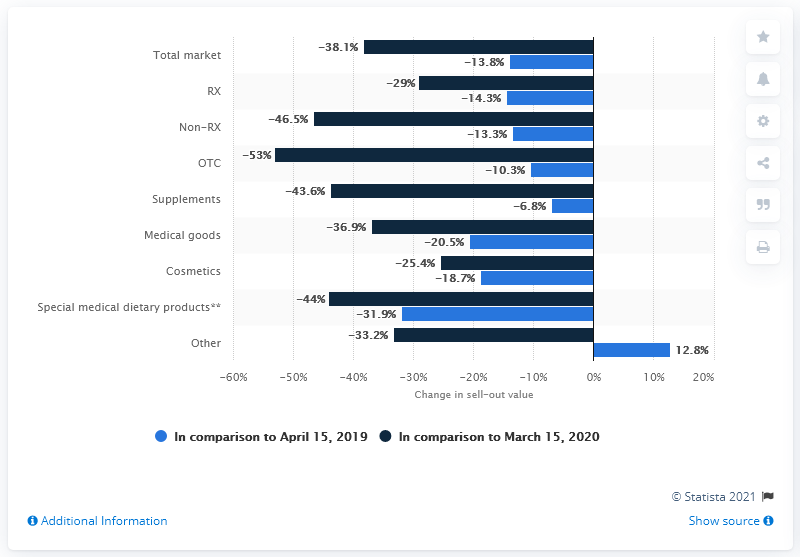 Total market
−38.1%
−13.8%
RX
−29%
−14.3%
Non-RX
−46.5%
−13.3%
OTC
−53%
−10.3%
Supplements
−43.6%
−6.8%
Medical goods
−36.9%
−20.5%
Cosmetics
−25.4%
−18.7%
Special medical dietary products**
−44%
−31.9%
Other
−33.2%
12.8%
−60% −50% −40% −30% −20% −10% 0% 10% 20%
Change in sell-out value
In comparison to April 15, 2019 In comparison to March 15, 2020
© Statista 2021
Additional Information Show source